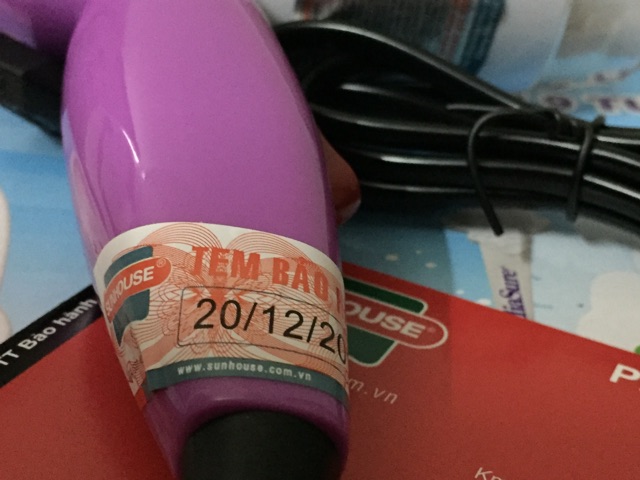 TEM BẢO
SUNHOUSE
20/12/20
www.sunhouse.com.vn
TT Bảo hành
HOUSE
m.vn
P